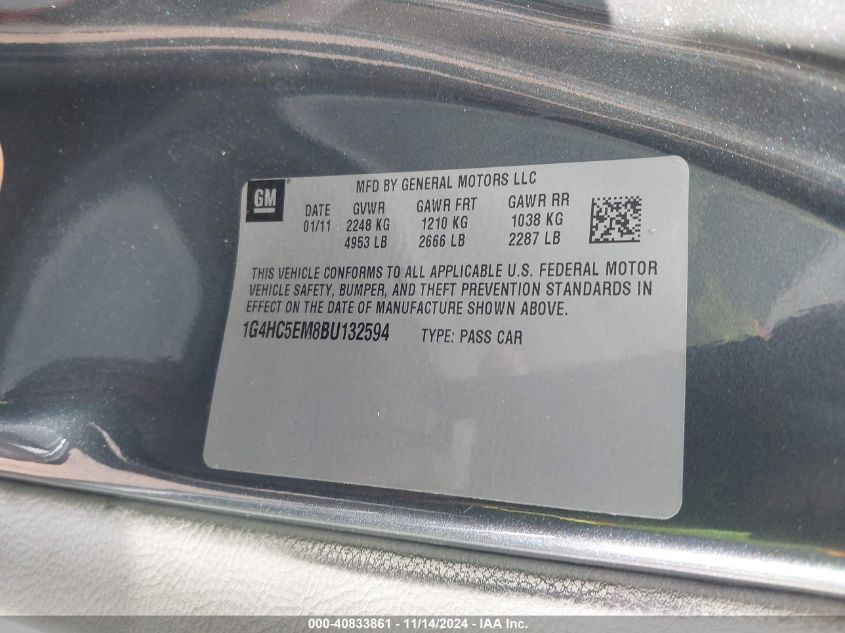 GM
MFD BY GENERAL MOTORS LLC
DATE GVWR GAWR FRT GAWR RR
01/11 2248 KG 1210 KG 1038 KG
4953 LB 2666 LB 2287 LB
THIS VEHICLE CONFORMS TO ALL APPLICABLE U.S. FEDERAL MOTOR
VEHICLE SAFETY, BUMPER, AND THEFT PREVENTION STANDARDS IN
EFFECT ON THE DATE OF MANUFACTURE SHOWN ABOVE.
1G4HC5EM8BU132594 TYPE: PASS CAR
000-40833861 - 11/14/2024 - IAA Inc.